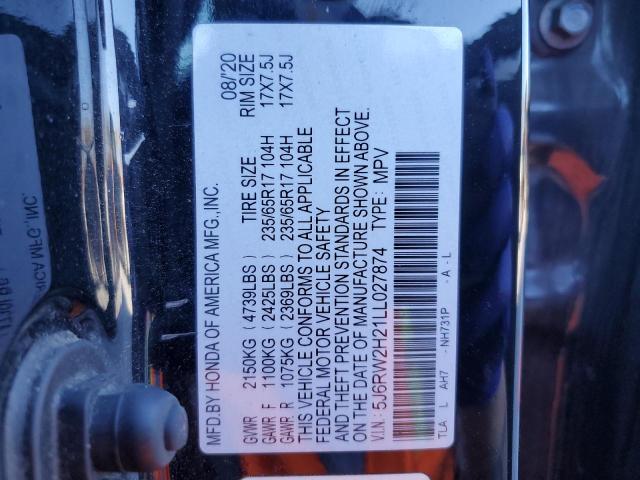 MFD.BY HONDA OF AMERICA MFG.,INC. 08/'20
GVWR 2150KG (4739LBS) TIRE SIZE RIM SIZE
GAWR F 1100KG (2425LBS) 235/65R17 104H 17X7.5J
GAWR R 1075KG (2369LBS) 235/65R17 104H 17X7.5J
THIS VEHICLE CONFORMS TO ALL APPLICABLE
FEDERAL MOTOR VEHICLE SAFETY
AND THEFT PREVENTION STANDARDS IN EFFECT
ON THE DATE OF MANUFACTURE SHOWN ABOVE.
V.I.N.: 5J6RW2H21LL027874 TYPE: MPV
TLA L AH7 - NH731P - A - L